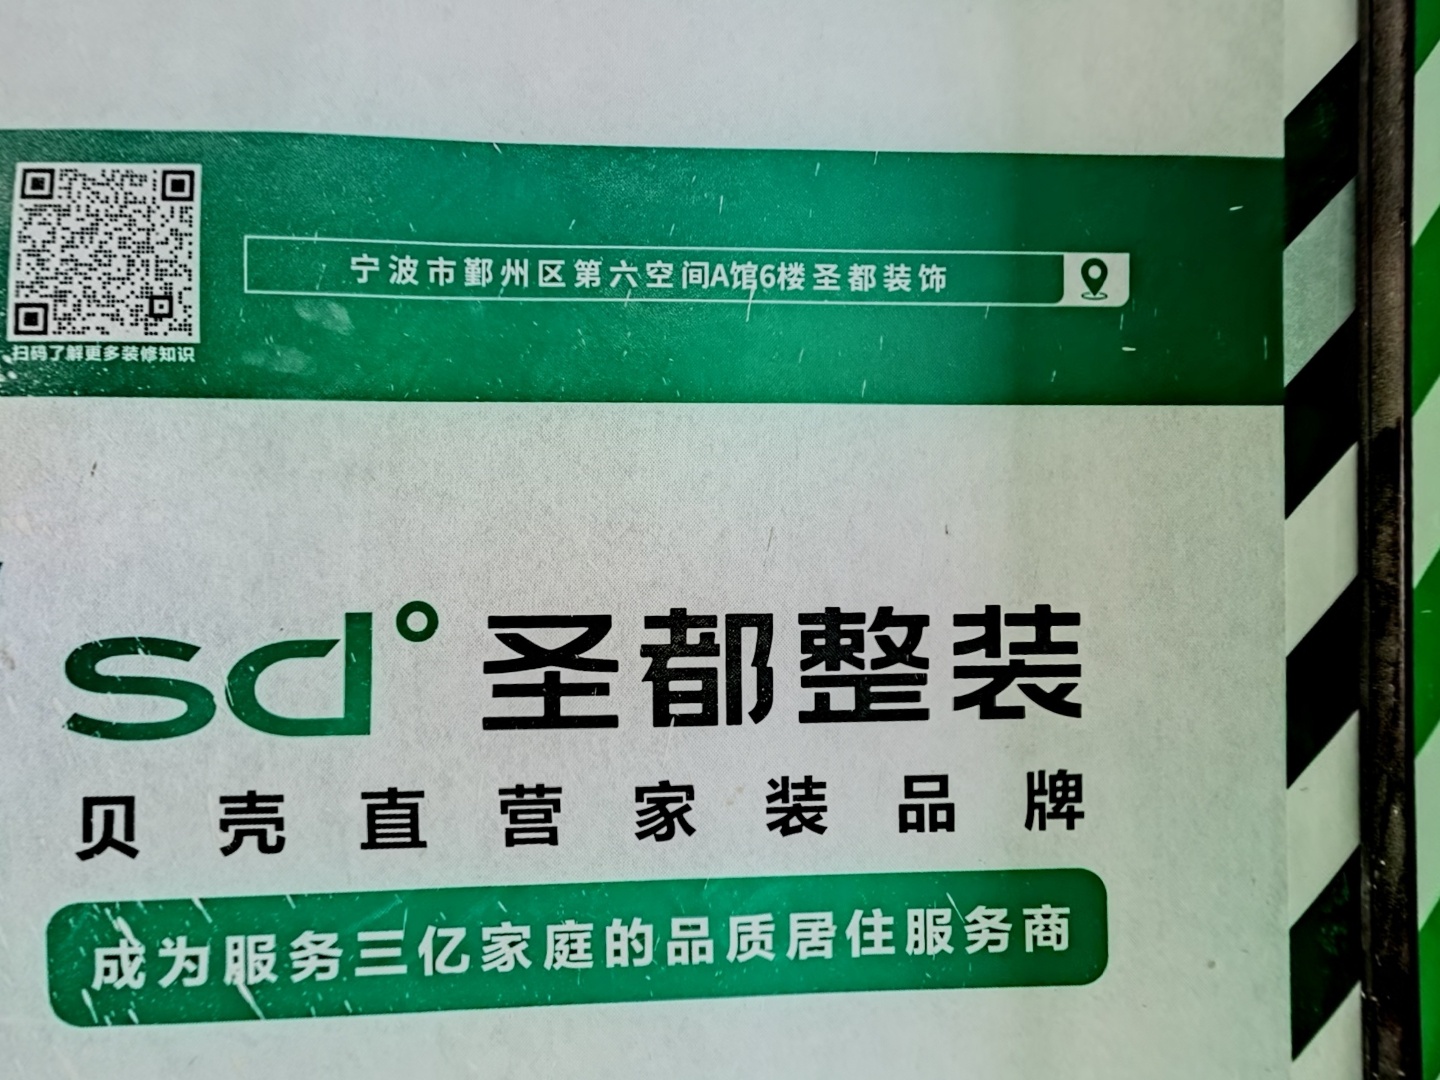 宁波市鄞州区第六空间A馆6楼圣都装饰
扫码了解更多装修知识
sd° 圣都整装
贝壳直营家装品牌
成为服务三亿家庭的品质居住服务商